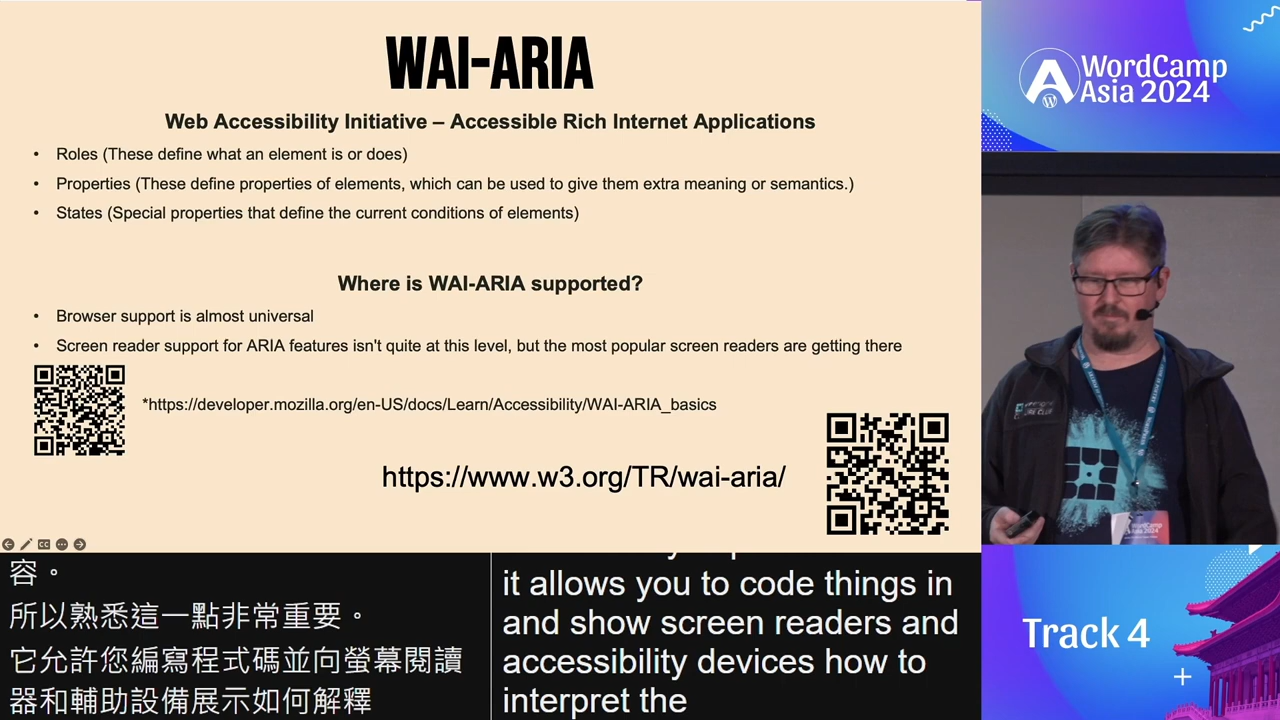 WAI-ARIA
Web Accessibility Initiative – Accessible Rich Internet Applications
• Roles (These define what an element is or does)
• Properties (These define properties of elements, which can be used to give them extra meaning or semantics.)
• States (Special properties that define the current conditions of elements)
Where is WAI-ARIA supported?
• Browser support is almost universal
• Screen reader support for ARIA features isn't quite at this level, but the most popular screen readers are getting there
*https://developer.mozilla.org/en-US/docs/Learn/Accessibility/WAI-ARIA_basics
https://www.w3.org/TR/wai-aria/
容。
所以熟悉這一點非常重要。
它允許您編寫程式碼並向螢幕閱讀
器和輔助設備展示如何解釋
it allows you to code things in
and show screen readers and
accessibility devices how to
interpret the
WordCamp
Asia 2024
WordCamp
Asia 2024
Track 4